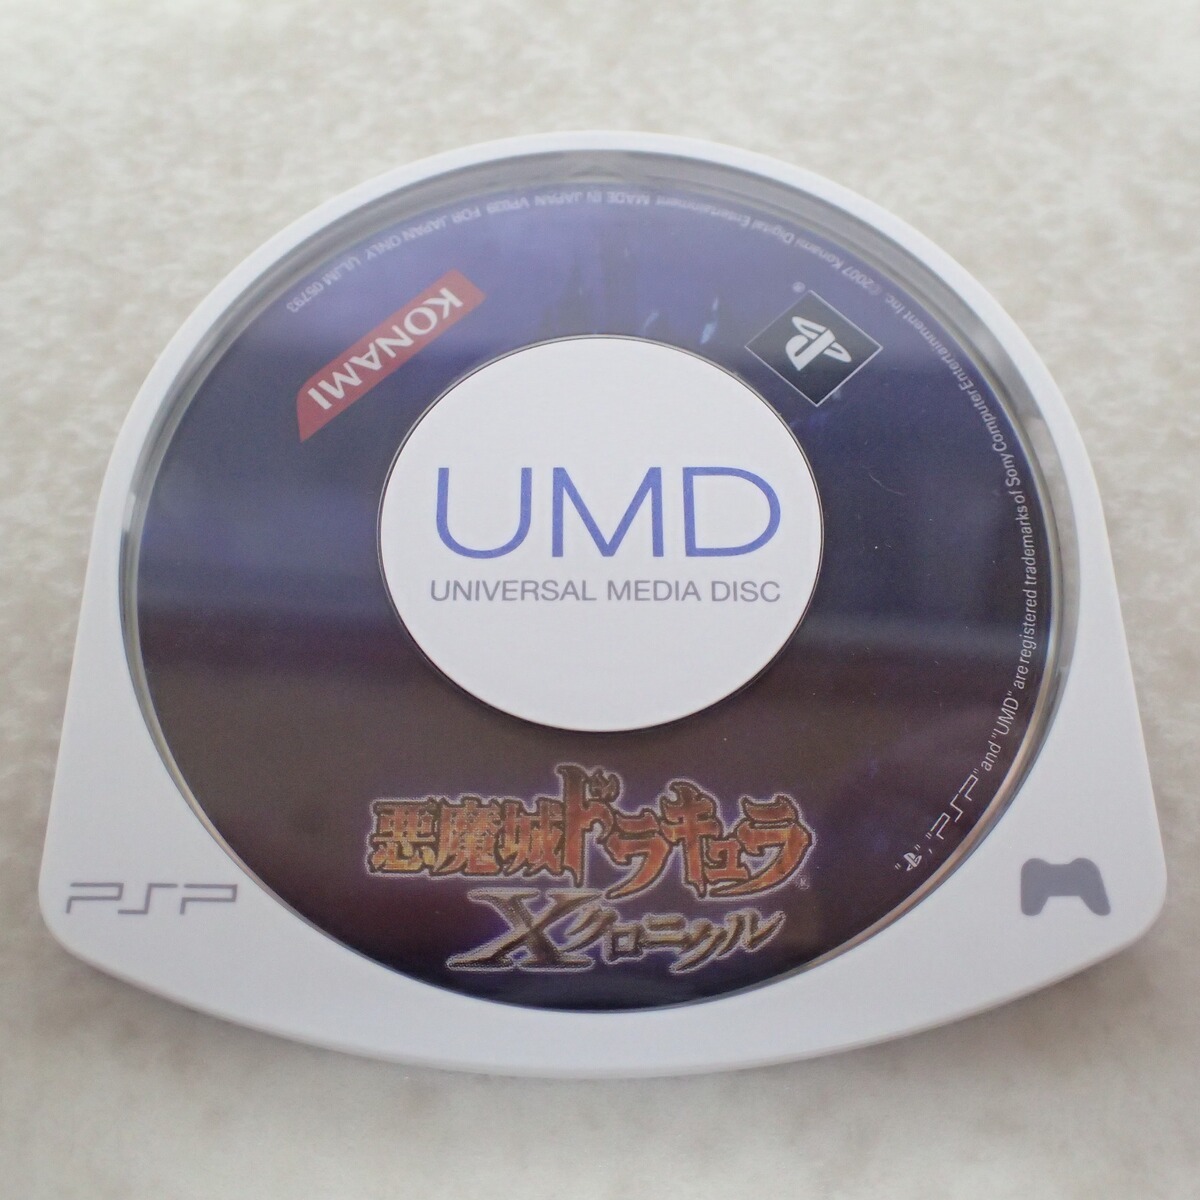 ©2007 Konami Digital Entertainment MADE IN JAPAN VR839 FOR JAPAN ONLY ULJM 05793
KONAMI
UMD
UNIVERSAL MEDIA DISC
" ", "PSP" and "UMD" are registered trademarks of Sony Computer Entertainment Inc.
悪魔城ドラキュラ
Xクロニクル
PSP